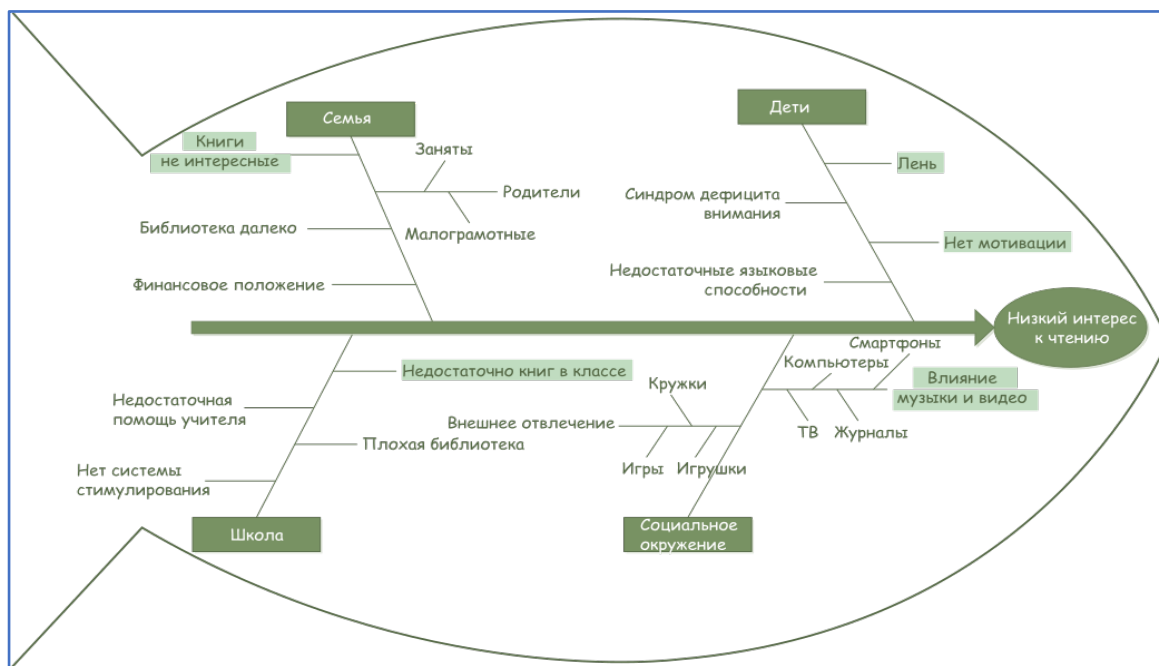 Семья
Дети
Книги
не интересные
Заняты
Родители
Малограмотные
Библиотека далеко
Финансовое положение
Лень
Синдром дефицита
внимания
Нет мотивации
Недостаточные языковые
способности
Низкий интерес
к чтению
Недостаточно книг в классе
Недостаточная
помощь учителя
Плохая библиотека
Нет системы
стимулирования
Школа
Смартфоны
Компьютеры
Влияние
музыки и видео
ТВ
Журналы
Кружки
Внешнее отвлечение
Игры
Игрушки
Социальное
окружение